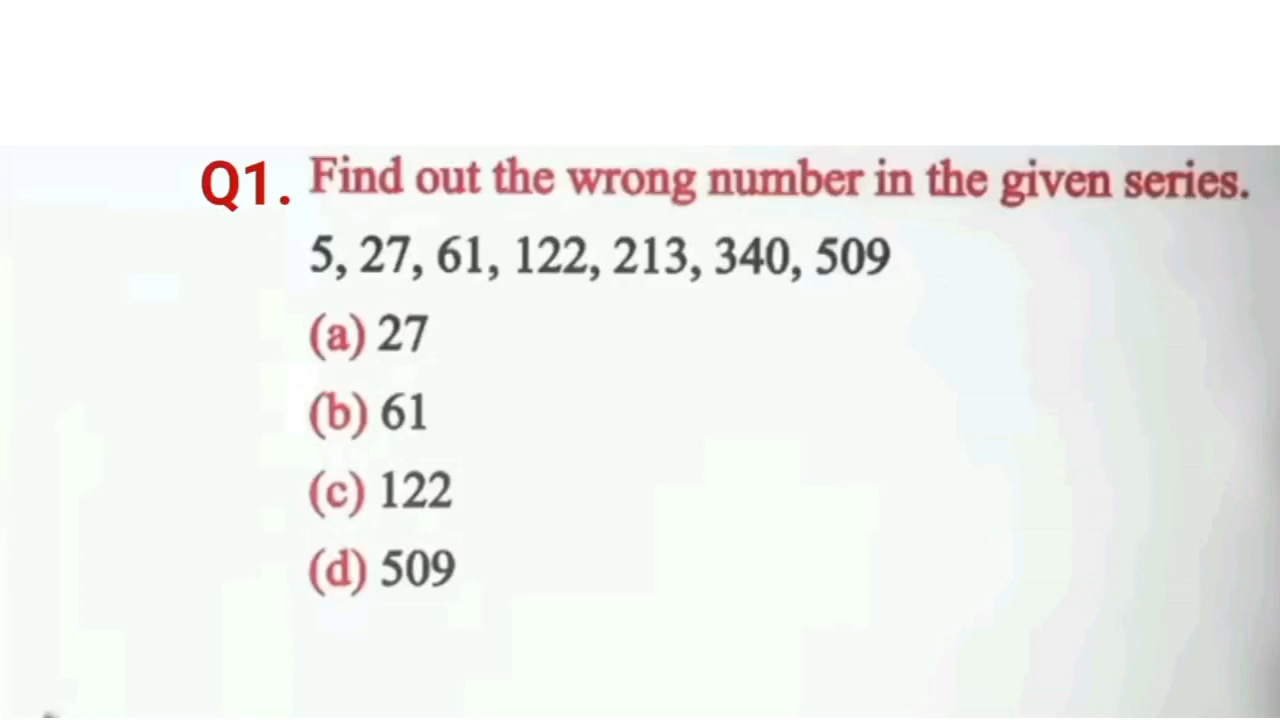 Q1. Find out the wrong number in the given series.
5, 27, 61, 122, 213, 340, 509
(a) 27
(b) 61
(c) 122
(d) 509